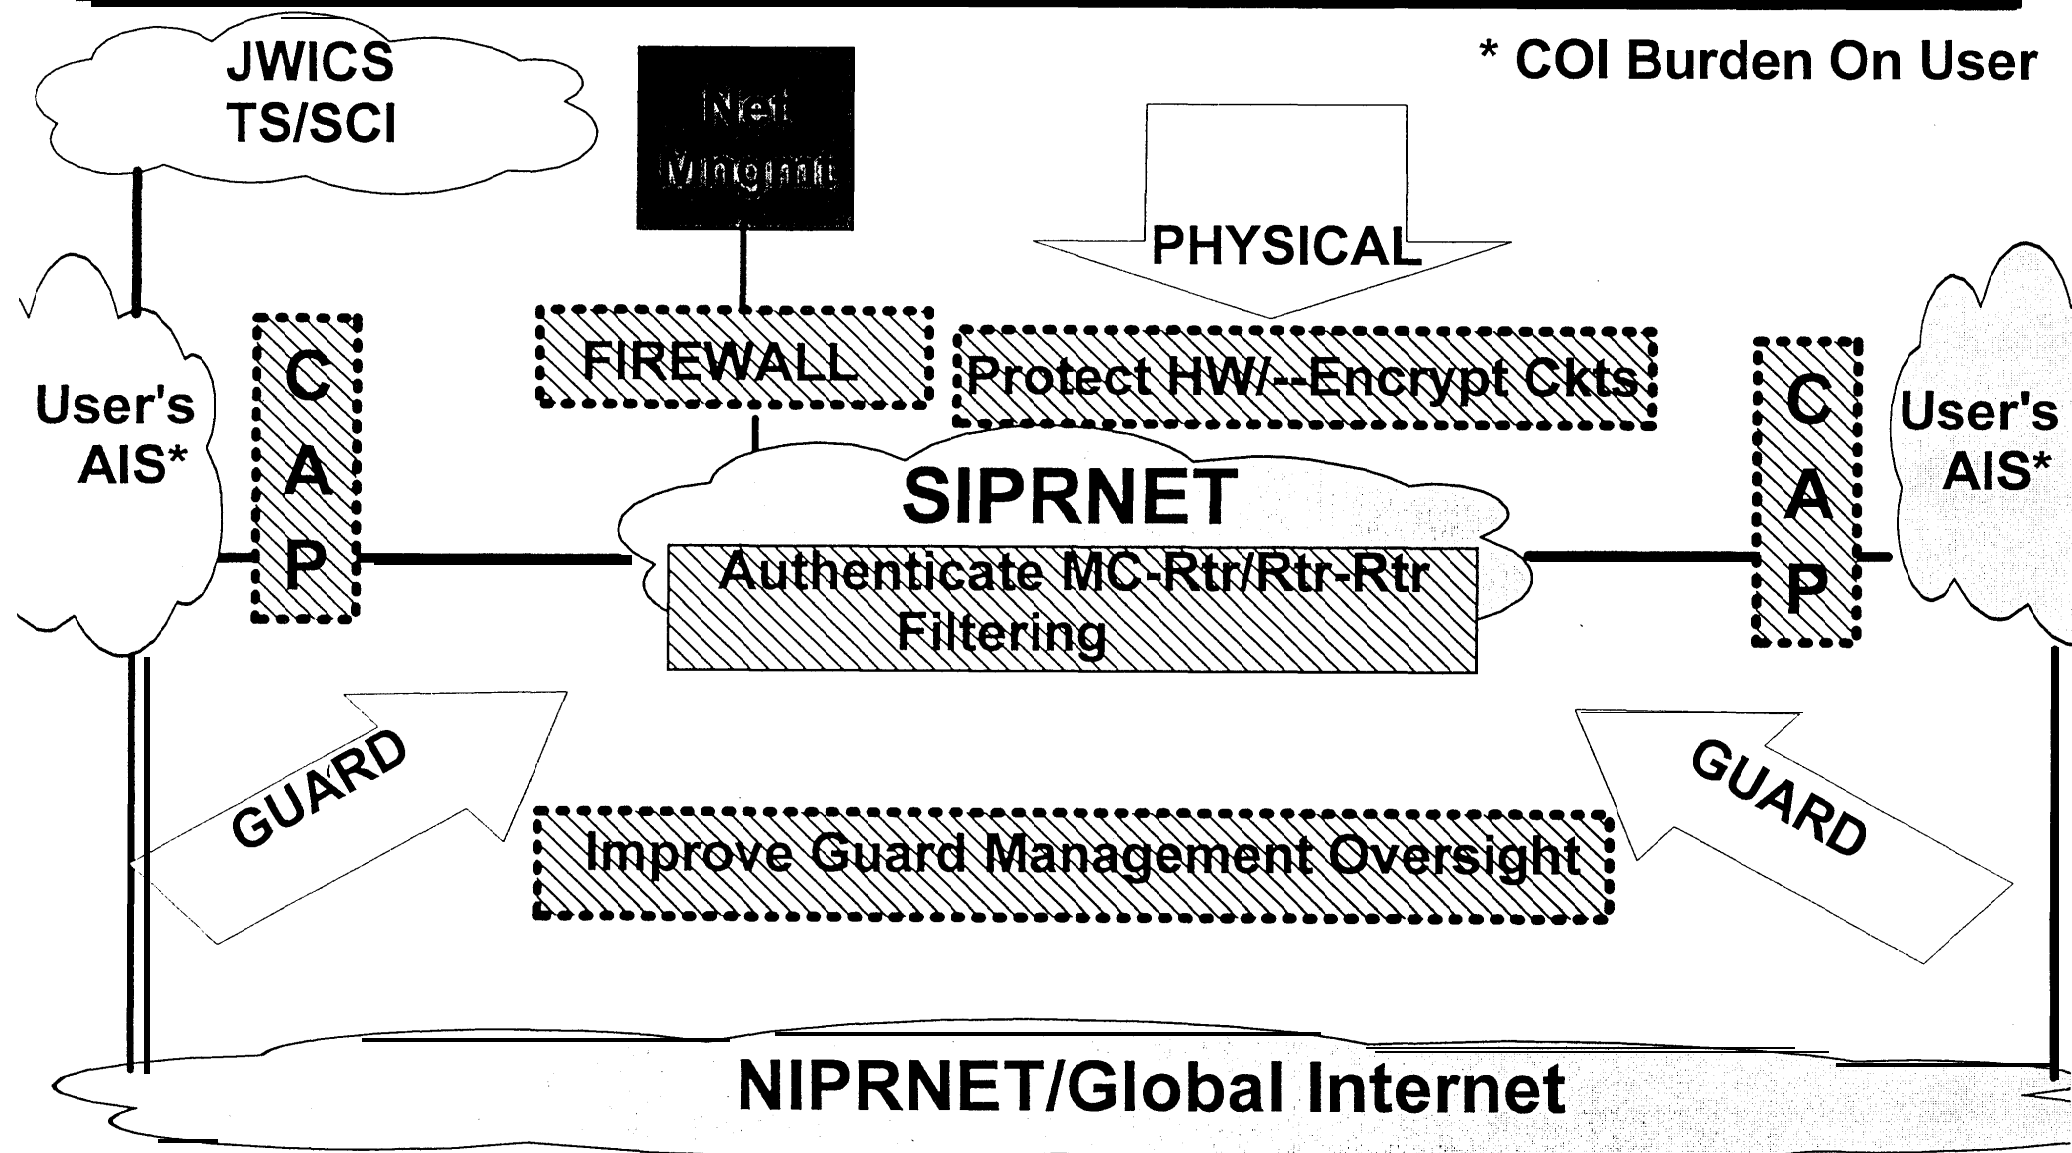 JWICS
TS/SCI
Net
Mngmt
* COI Burden On User
PHYSICAL
User's
AIS*
C
A
P
FIREWALL
Protect HW/--Encrypt Ckts
C
A
P
User's
AIS*
SIPRNET
Authenticate MC-Rtr/Rtr-Rtr
Filtering
GUARD
GUARD
Improve Guard Management Oversight
NIPRNET/Global Internet